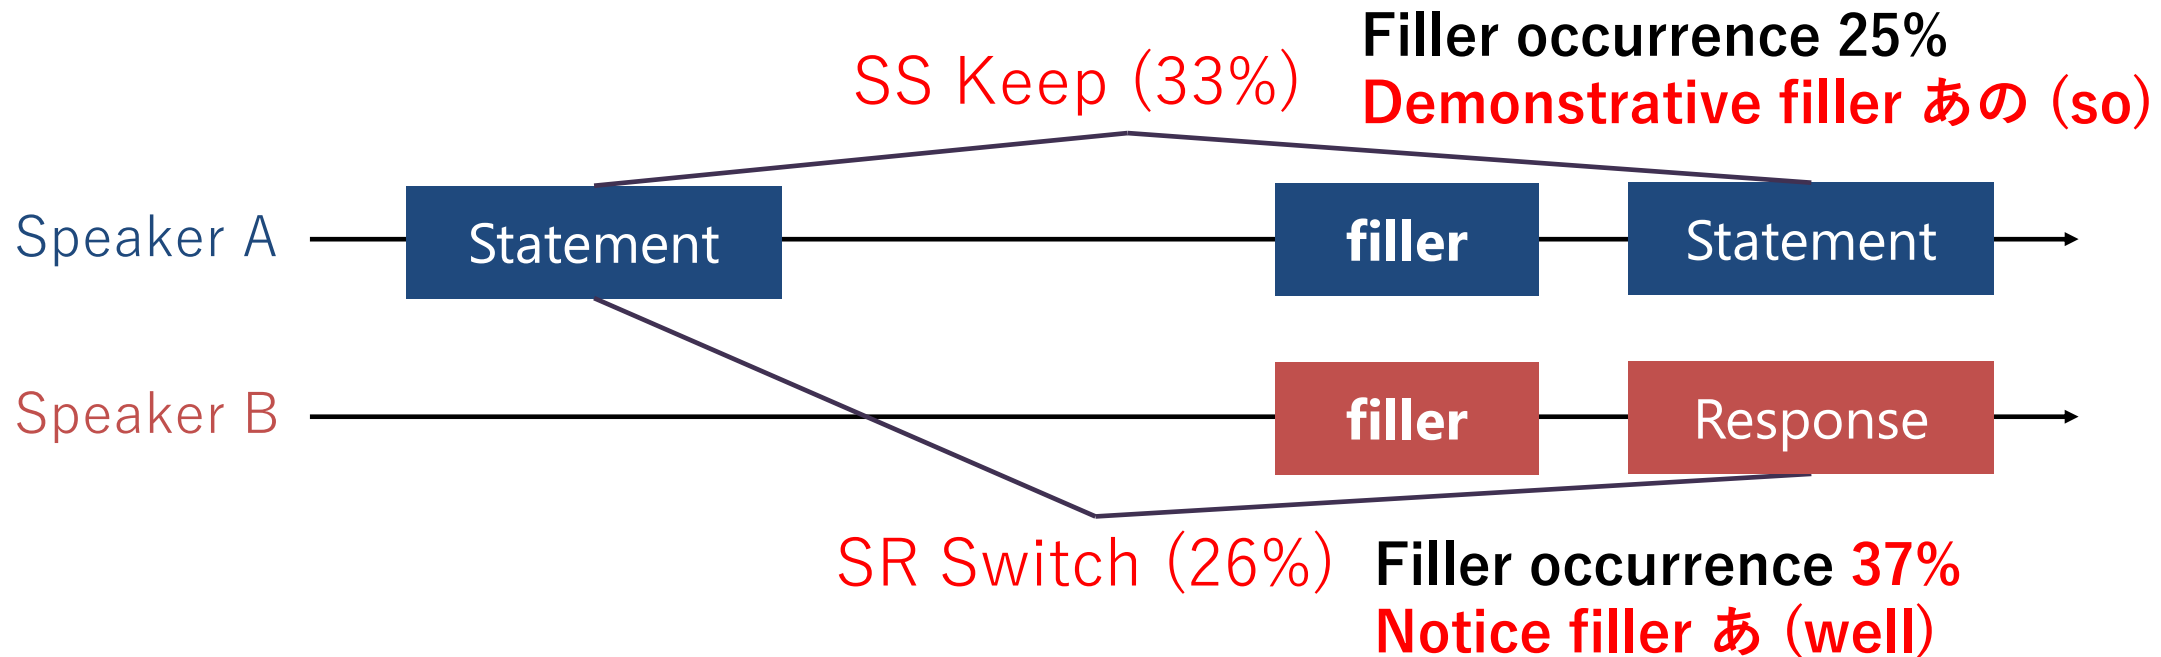 Filler occurrence 25%
SS Keep (33%)
Demonstrative filler あの (so)
Speaker A
Statement
filler
Statement
Speaker B
filler
Response
SR Switch (26%)
Filler occurrence 37%
Notice filler あ (well)